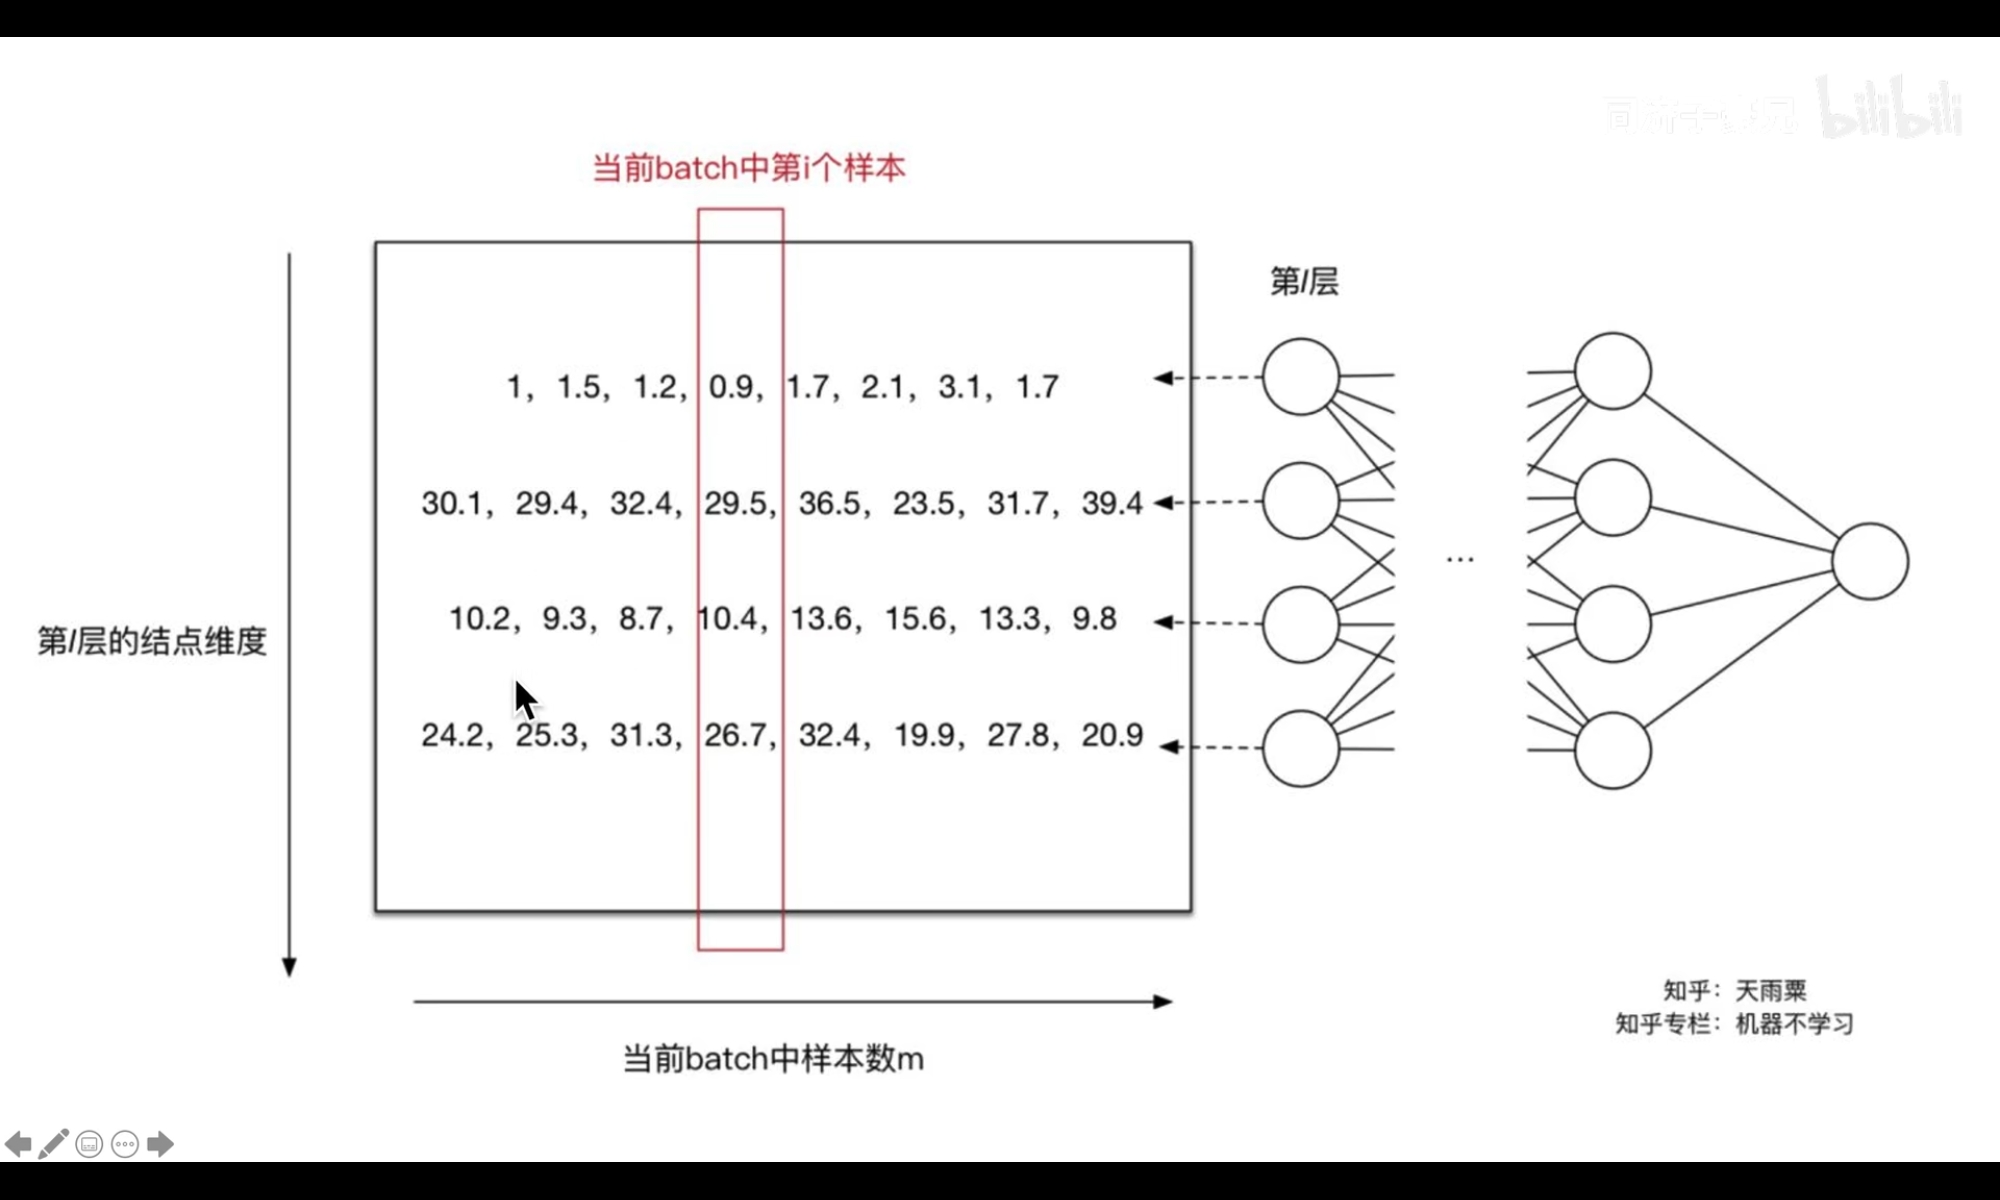 bilibili
当前batch中第i个样本
第l层
1, 1.5, 1.2, 0.9, 1.7, 2.1, 3.1, 1.7
30.1, 29.4, 32.4, 29.5, 36.5, 23.5, 31.7, 39.4
...
10.2, 9.3, 8.7, 10.4, 13.6, 15.6, 13.3, 9.8
第l层的结点维度
24.2, 25.3, 31.3, 26.7, 32.4, 19.9, 27.8, 20.9
当前batch中样本数m
知乎：天雨粟
知乎专栏：机器不学习